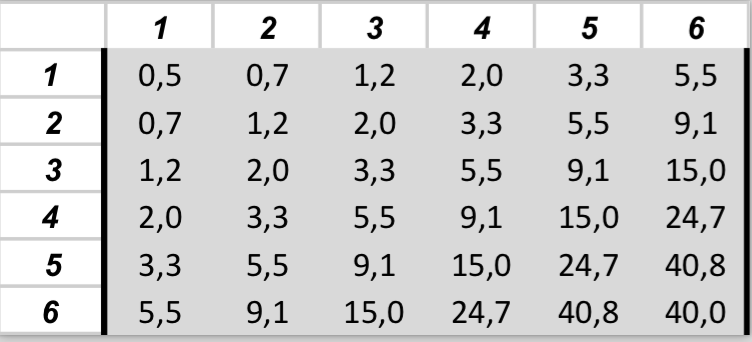 1 2 3 4 5 6
1 0,5 0,7 1,2 2,0 3,3 5,5
2 0,7 1,2 2,0 3,3 5,5 9,1
3 1,2 2,0 3,3 5,5 9,1 15,0
4 2,0 3,3 5,5 9,1 15,0 24,7
5 3,3 5,5 9,1 15,0 24,7 40,8
6 5,5 9,1 15,0 24,7 40,8 40,0